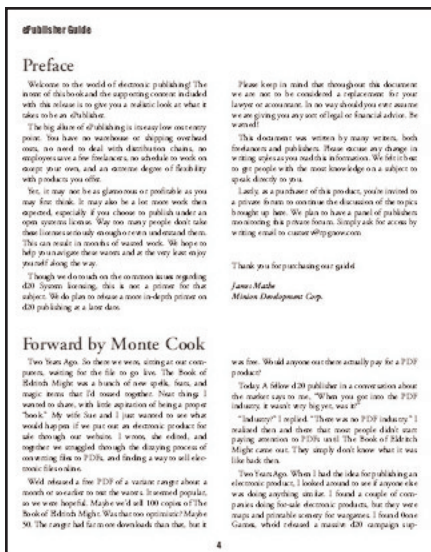 ePublisher Guide
Preface
Welcome to the world of electronic publishing! The
intent of this book and the supporting content included
with this release is to give you a realistic look at what it
takes to be an ePublisher.
The big allure of ePublishing is its easy low cost entry
point. You have no warehouse or shipping overhead
costs, no need to deal with distribution chains, no
employees save a few freelancers, no schedule to work on
except your own, and an extreme degree of flexibility
with products you offer.
Yet, it may not be as glamorous or profitable as you
may first think. It may also be a lot more work then
expected, especially if you choose to publish under an
open systems license. Way too many people don't take
these licenses seriously enough or even understand them.
This can result in months of wasted work. We hope to
help you navigate these waters and at the very least enjoy
yourself along the way.
Though we do touch on the common issues regarding
d20 System licensing, this is not a primer for that
subject. We do plan to release a more in-depth primer on
d20 publishing at a later date.
Please keep in mind that throughout this document
we are not to be considered a replacement for your
lawyer or accountant. In no way should you ever assume
we are giving you any sort of legal or financial advice. Be
warned!
This document was written by many writers, both
freelancers and publishers. Please excuse any change in
writing styles as you read this information. We felt it best
to get people with the most knowledge on a subject to
speak directly to you.
Lastly, as a purchaser of this product, you're invited to
a private forum to continue the discussion of the topics
brought up here. We plan to have a panel of publishers
monitoring this private forum. Simply ask for access by
writing email to
Thank you for purchasing our guide!
James Mathe
Minion Development Corp.
Forward by Monte Cook
Two Years Ago. So there we were, sitting at our com-
puters, waiting for the file to go live. The Book of
Eldritch Might was a bunch of new spells, feats, and
magic items that I'd tossed together. Neat things I
wanted to share, with little aspiration of being a proper
"book." My wife Sue and I just wanted to see what
would happen if we put out an electronic product for
sale through our website. I wrote, she edited, and
together we struggled through the dizzying process of
converting files to PDFs, and finding a way to sell elec-
tronic files online.
We'd released a free PDF of a variant ranger about a
month or so earlier to test the waters. It seemed popular,
so we were hopeful. Maybe we'd sell 100 copies of The
Book of Eldritch Might. Was that too optimistic? Maybe
50. The ranger had far more downloads than that, but it
was free. Would anyone out there actually pay for a PDF
product?
Today. A fellow d20 publisher in a conversation about
the market says to me, "When you got into the PDF
industry, it wasn't very big yet, was it?"
"Industry?" I replied. "There was no PDF industry." I
realized then and there that most people didn't start
paying attention to PDFs until The Book of Eldritch
Might came out. They simply don't know what it was
like back then.
Two Years Ago. When I had the idea for publishing an
electronic product, I looked around to see if anyone else
was doing anything similar. I found a couple of com-
panies doing for-sale electronic products, but they were
maps and printable scenery for wargames. I found
Games, who'd released a massive d20 campaign sup-
4